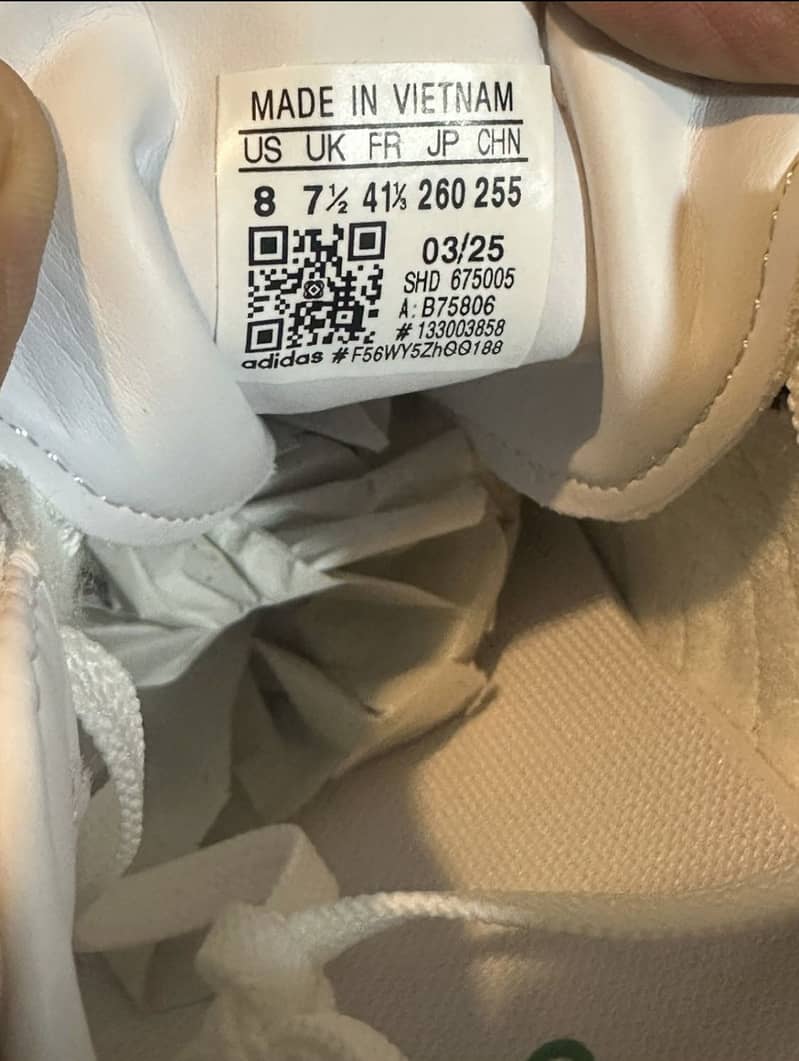 MADE IN VIETNAM
US UK FR JP CHN
8 7½ 41⅓ 260 255
03/25
SHD 675005
A: B75806
# 133003858
adidas #F56WY5ZhQQ188